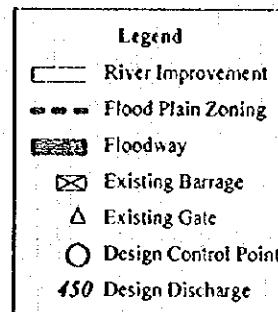 Legend
River Improvement
Flood Plain Zoning
Floodway
Existing Barrage
Existing Gate
Design Control Point
450 Design Discharge